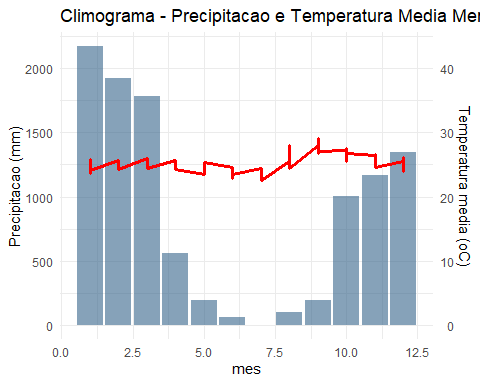 Climograma - Precipitacao e Temperatura Media Mer
2000
1500
1000
500
0
40
30
20
10
0
0.0 2.5 5.0 7.5 10.0 12.5
mes
Precipitacao (mm)
Temperatura media (oC)